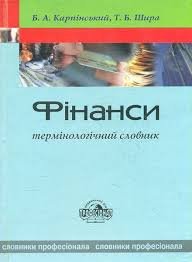 Б. А. Карпінський, Т. Б. Шира
Фінанси
термінологічний словник
словники професіонала словники професіонала